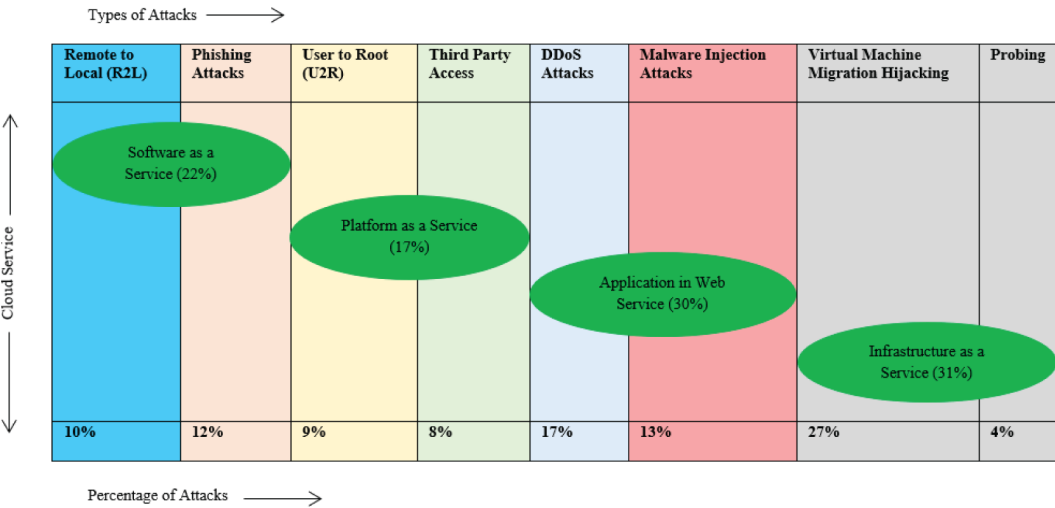 Types of Attacks
Remote to
Local (R2L)
Phishing
Attacks
User to Root
(U2R)
Third Party
Access
DDoS
Attacks
Malware Injection
Attacks
Virtual Machine
Migration Hijacking
Probing
Cloud Service
Software as a
Service (22%)
Platform as a Service
(17%)
Application in Web
Service (30%)
Infrastructure as a
Service (31%)
10%
12%
9%
8%
17%
13%
27%
4%
Percentage of Attacks